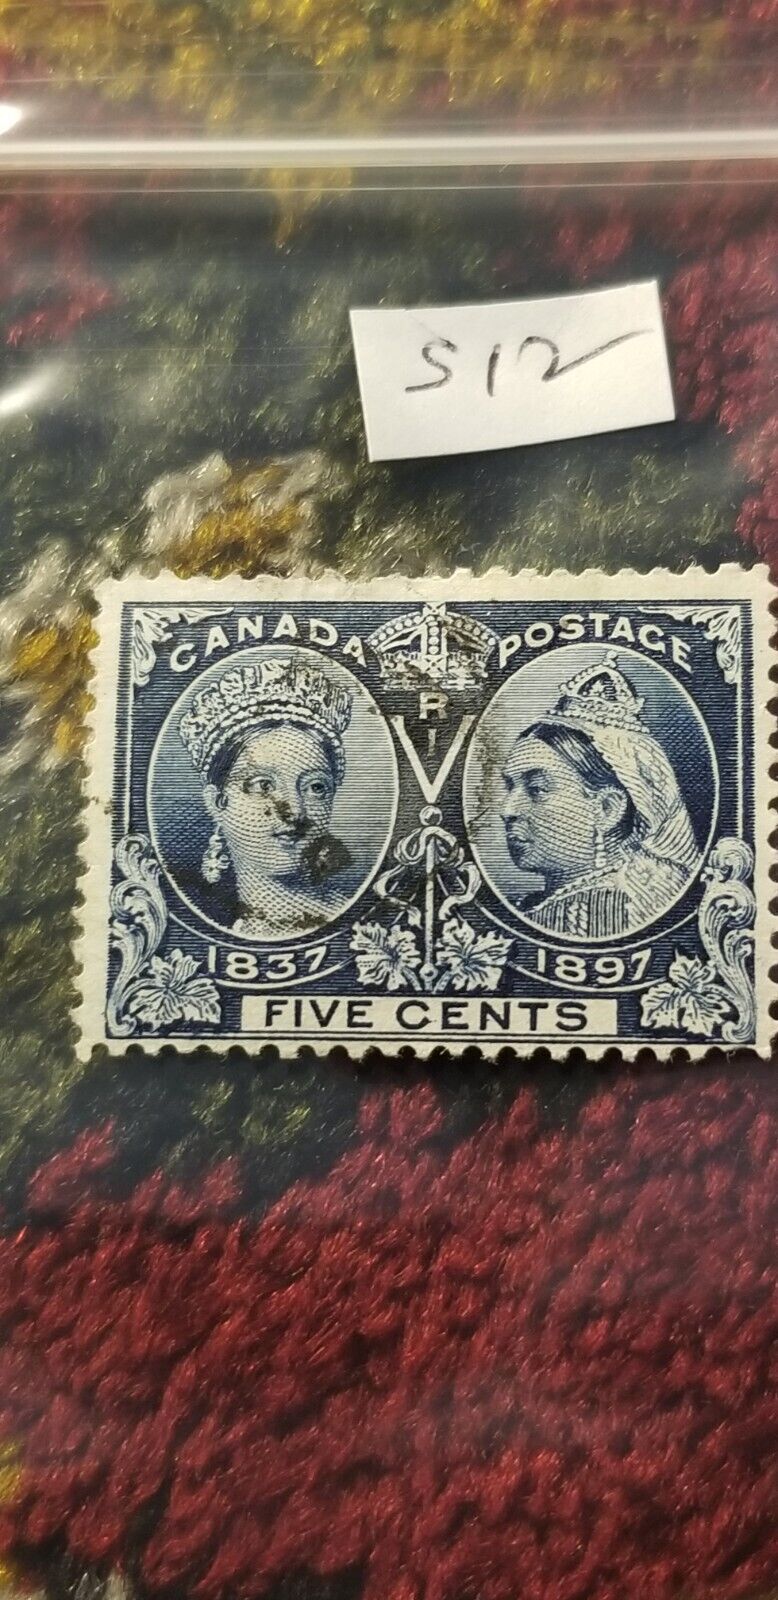 S12
CANADA POSTAGE
V
R
I
1837 1897
FIVE CENTS